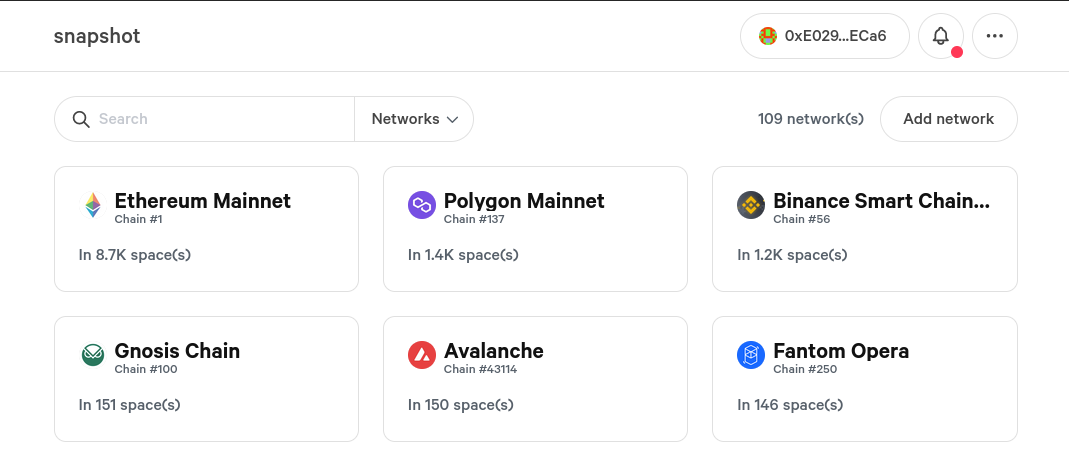 snapshot
0xE029...ECa6
Search
Networks
109 network(s)
Add network
Ethereum Mainnet
Chain #1
In 8.7K space(s)
Polygon Mainnet
Chain #137
In 1.4K space(s)
Binance Smart Chain...
Chain #56
In 1.2K space(s)
Gnosis Chain
Chain #100
In 151 space(s)
Avalanche
Chain #43114
In 150 space(s)
Fantom Opera
Chain #250
In 146 space(s)